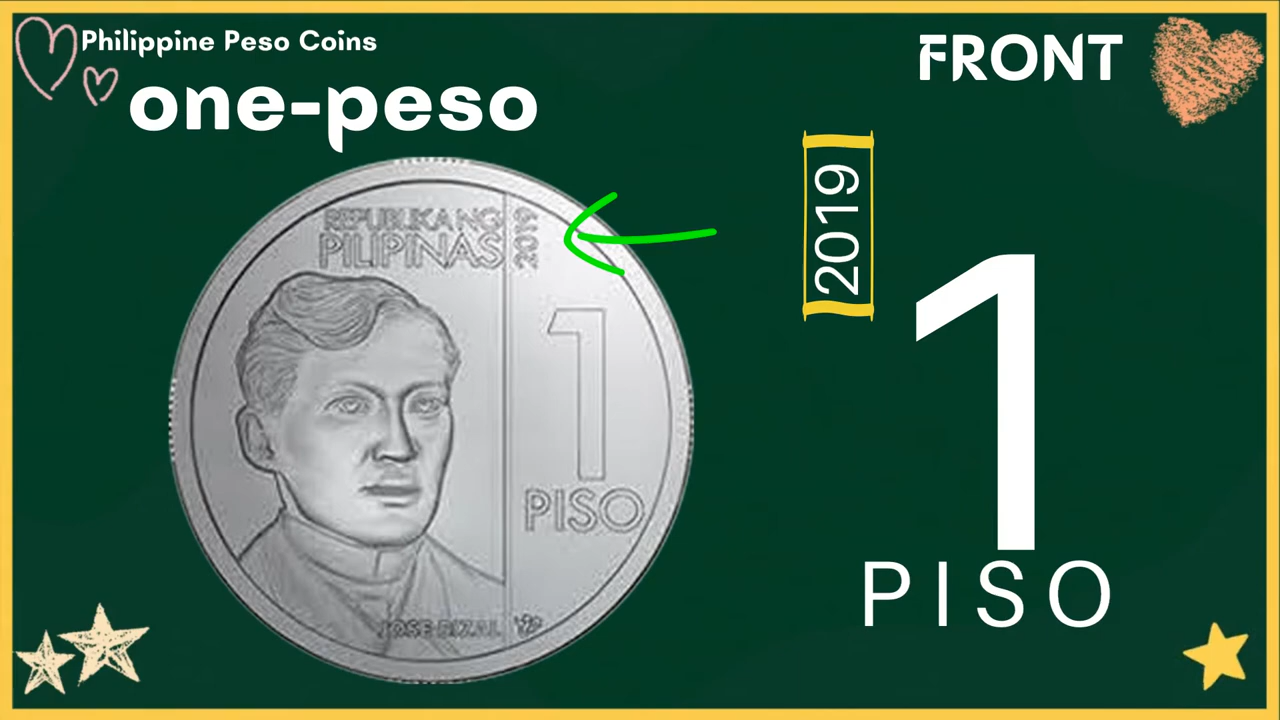 Philippine Peso Coins
one-peso
FRONT
REPUBLIKA NG
PILIPINAS
2019
1
PISO
JOSE RIZAL
2019
1
PISO